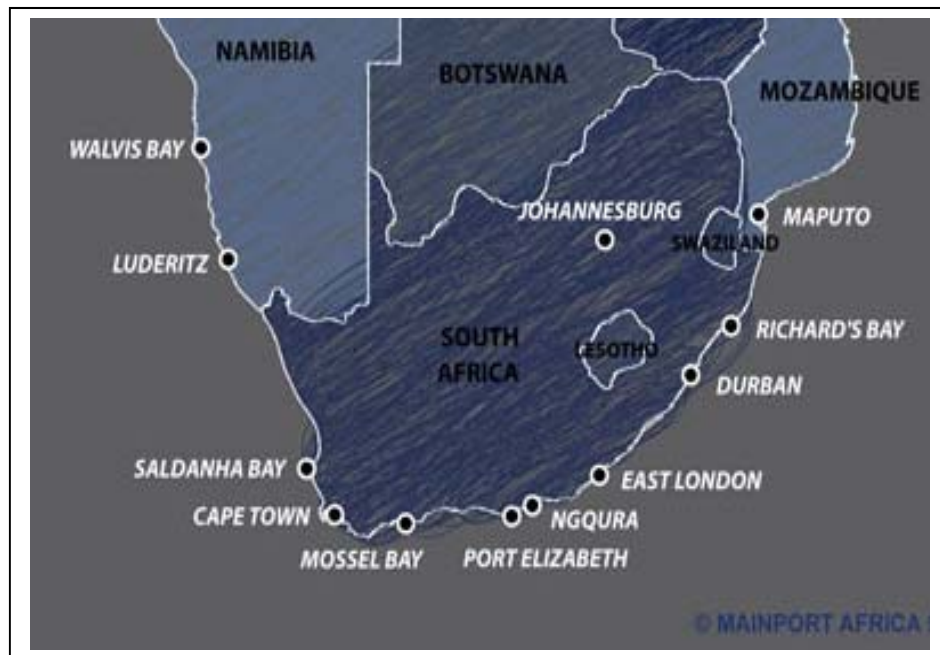 NAMIBIA
BOTSWANA
MOZAMBIQUE
WALVIS BAY
JOHANNESBURG
MAPUTO
SWAZILAND
LUDERITZ
RICHARD'S BAY
SOUTH
AFRICA
LESOTHO
DURBAN
SALDANHA BAY
EAST LONDON
CAPE TOWN
NGQURA
MOSSEL BAY
PORT ELIZABETH
© MAINPORT AFRICA